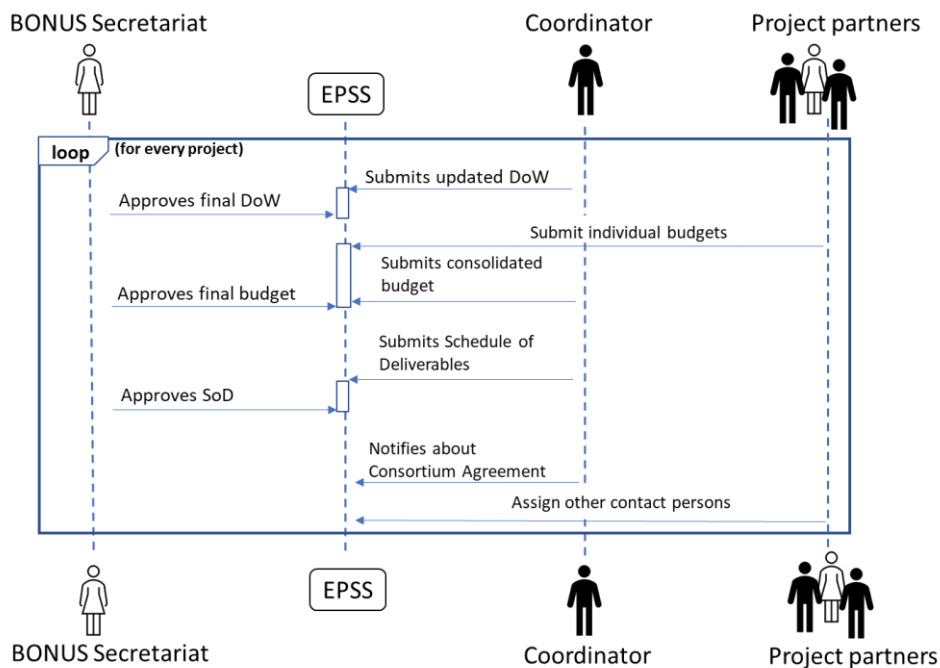 BONUS Secretariat
Coordinator
Project partners
EPSS
loop
(for every project)
Submits updated DoW
Approves final DoW
Submit individual budgets
Submits consolidated
budget
Approves final budget
Submits Schedule of
Deliverables
Approves SoD
Notifies about
Consortium Agreement
Assign other contact persons
EPSS
BONUS Secretariat
Coordinator
Project partners